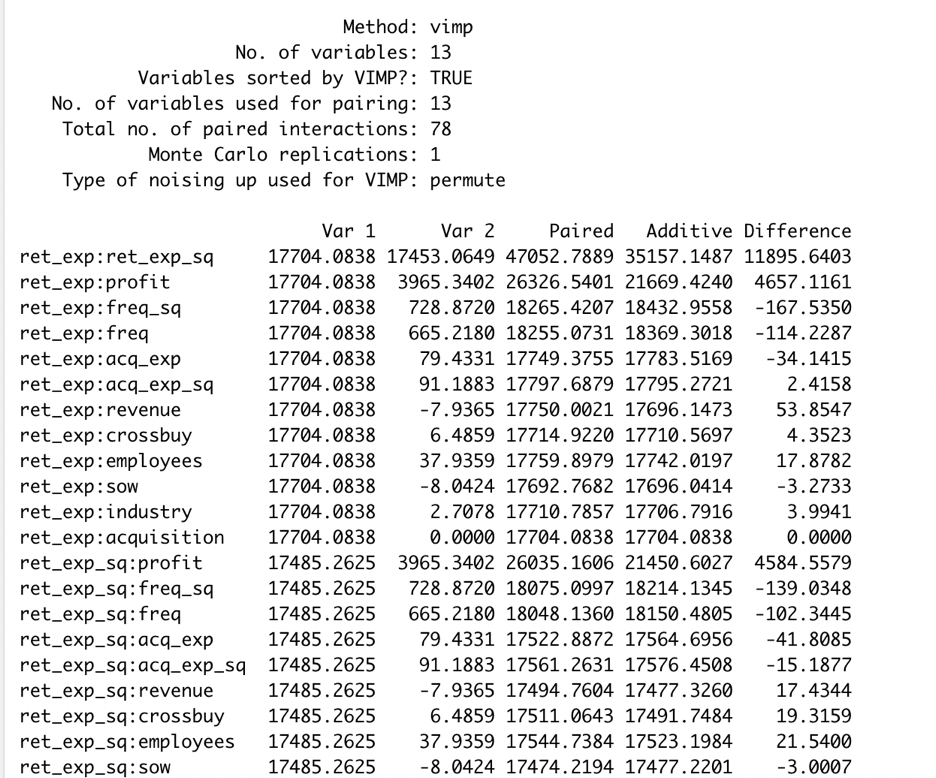 Method: vimp
No. of variables: 13
Variables sorted by VIMP?: TRUE
No. of variables used for pairing: 13
Total no. of paired interactions: 78
Monte Carlo replications: 1
Type of noising up used for VIMP: permute
Var 1 Var 2 Paired Additive Difference
ret_exp:ret_exp_sq 17704.0838 17453.0649 47052.7889 35157.1487 11895.6403
ret_exp:profit 17704.0838 3965.3402 26326.5401 21669.4240 4657.1161
ret_exp:freq_sq 17704.0838 728.8720 18265.4207 18432.9558 -167.5350
ret_exp:freq 17704.0838 665.2180 18255.0731 18369.3018 -114.2287
ret_exp:acq_exp 17704.0838 79.4331 17749.3755 17783.5169 -34.1415
ret_exp:acq_exp_sq 17704.0838 91.1883 17797.6879 17795.2721 2.4158
ret_exp:revenue 17704.0838 -7.9365 17750.0021 17696.1473 53.8547
ret_exp:crossbuy 17704.0838 6.4859 17714.9220 17710.5697 4.3523
ret_exp:employees 17704.0838 37.9359 17759.8979 17742.0197 17.8782
ret_exp:sow 17704.0838 -8.0424 17692.7682 17696.0414 -3.2733
ret_exp:industry 17704.0838 2.7078 17710.7857 17706.7916 3.9941
ret_exp:acquisition 17704.0838 0.0000 17704.0838 17704.0838 0.0000
ret_exp_sq:profit 17485.2625 3965.3402 26035.1606 21450.6027 4584.5579
ret_exp_sq:freq_sq 17485.2625 728.8720 18075.0997 18214.1345 -139.0348
ret_exp_sq:freq 17485.2625 665.2180 18048.1360 18150.4805 -102.3445
ret_exp_sq:acq_exp 17485.2625 79.4331 17522.8872 17564.6956 -41.8085
ret_exp_sq:acq_exp_sq 17485.2625 91.1883 17561.2631 17576.4508 -15.1877
ret_exp_sq:revenue 17485.2625 -7.9365 17494.7604 17477.3260 17.4344
ret_exp_sq:crossbuy 17485.2625 6.4859 17511.0643 17491.7484 19.3159
ret_exp_sq:employees 17485.2625 37.9359 17544.7384 17523.1984 21.5400
ret_exp_sq:sow 17485.2625 -8.0424 17474.2194 17477.2201 -3.0007